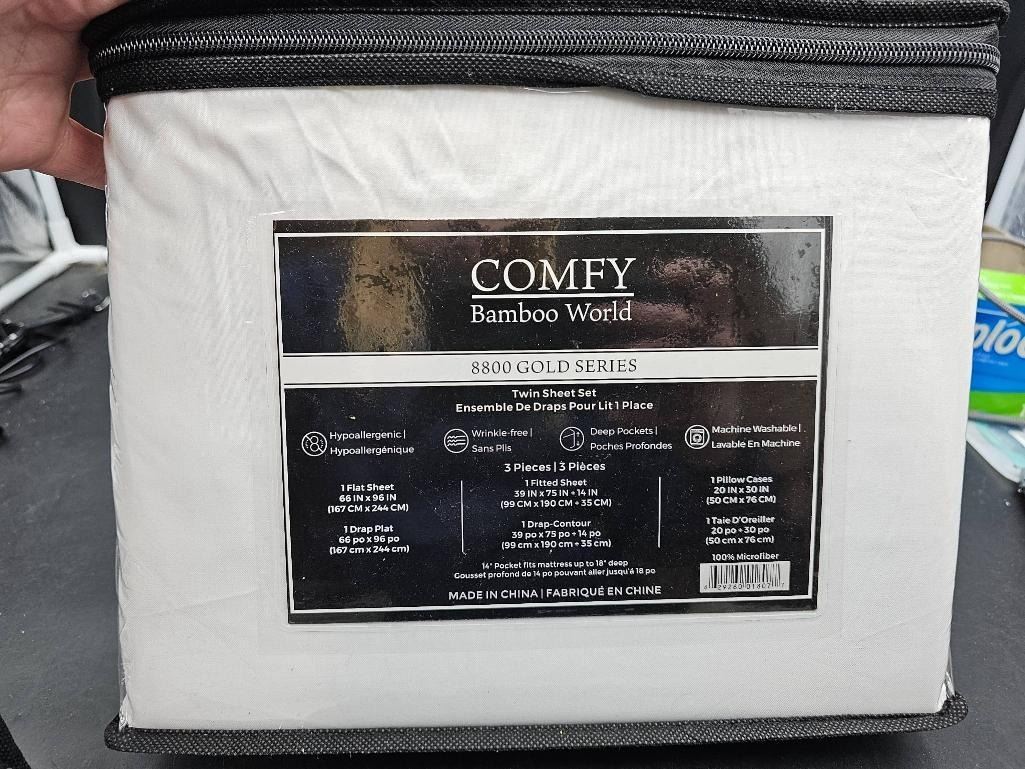 COMFY
Bamboo World
8800 GOLD SERIES
Twin Sheet Set
Ensemble De Draps Pour Lit 1 Place
Hypoallergenic |
Hypoallergénique
Wrinkle-free |
Sans Plis
Deep Pockets |
Poches Profondes
Machine Washable |
Lavable En Machine
3 Pieces | 3 Pièces
1 Flat Sheet
66 IN x 96 IN
(167 CM x 244 CM)
1 Drap Plat
66 po x 96 po
(167 cm x 244 cm)
1 Fitted Sheet
39 IN x 75 IN + 14 IN
(99 CM x 190 CM + 35 CM)
1 Drap-Contour
39 po x 75 po + 14 po
(99 cm x 190 cm + 35 cm)
1 Pillow Cases
20 IN x 30 IN
(50 CM x 76 CM)
1 Taie D'Oreiller
20 po + 30 po
(50 cm x 76 cm)
100% Microfiber
14" Pocket fits mattress up to 18" deep
Gousset profond de 14 po pouvant aller jusqu'à 18 po
MADE IN CHINA | FABRIQUÉ EN CHINE